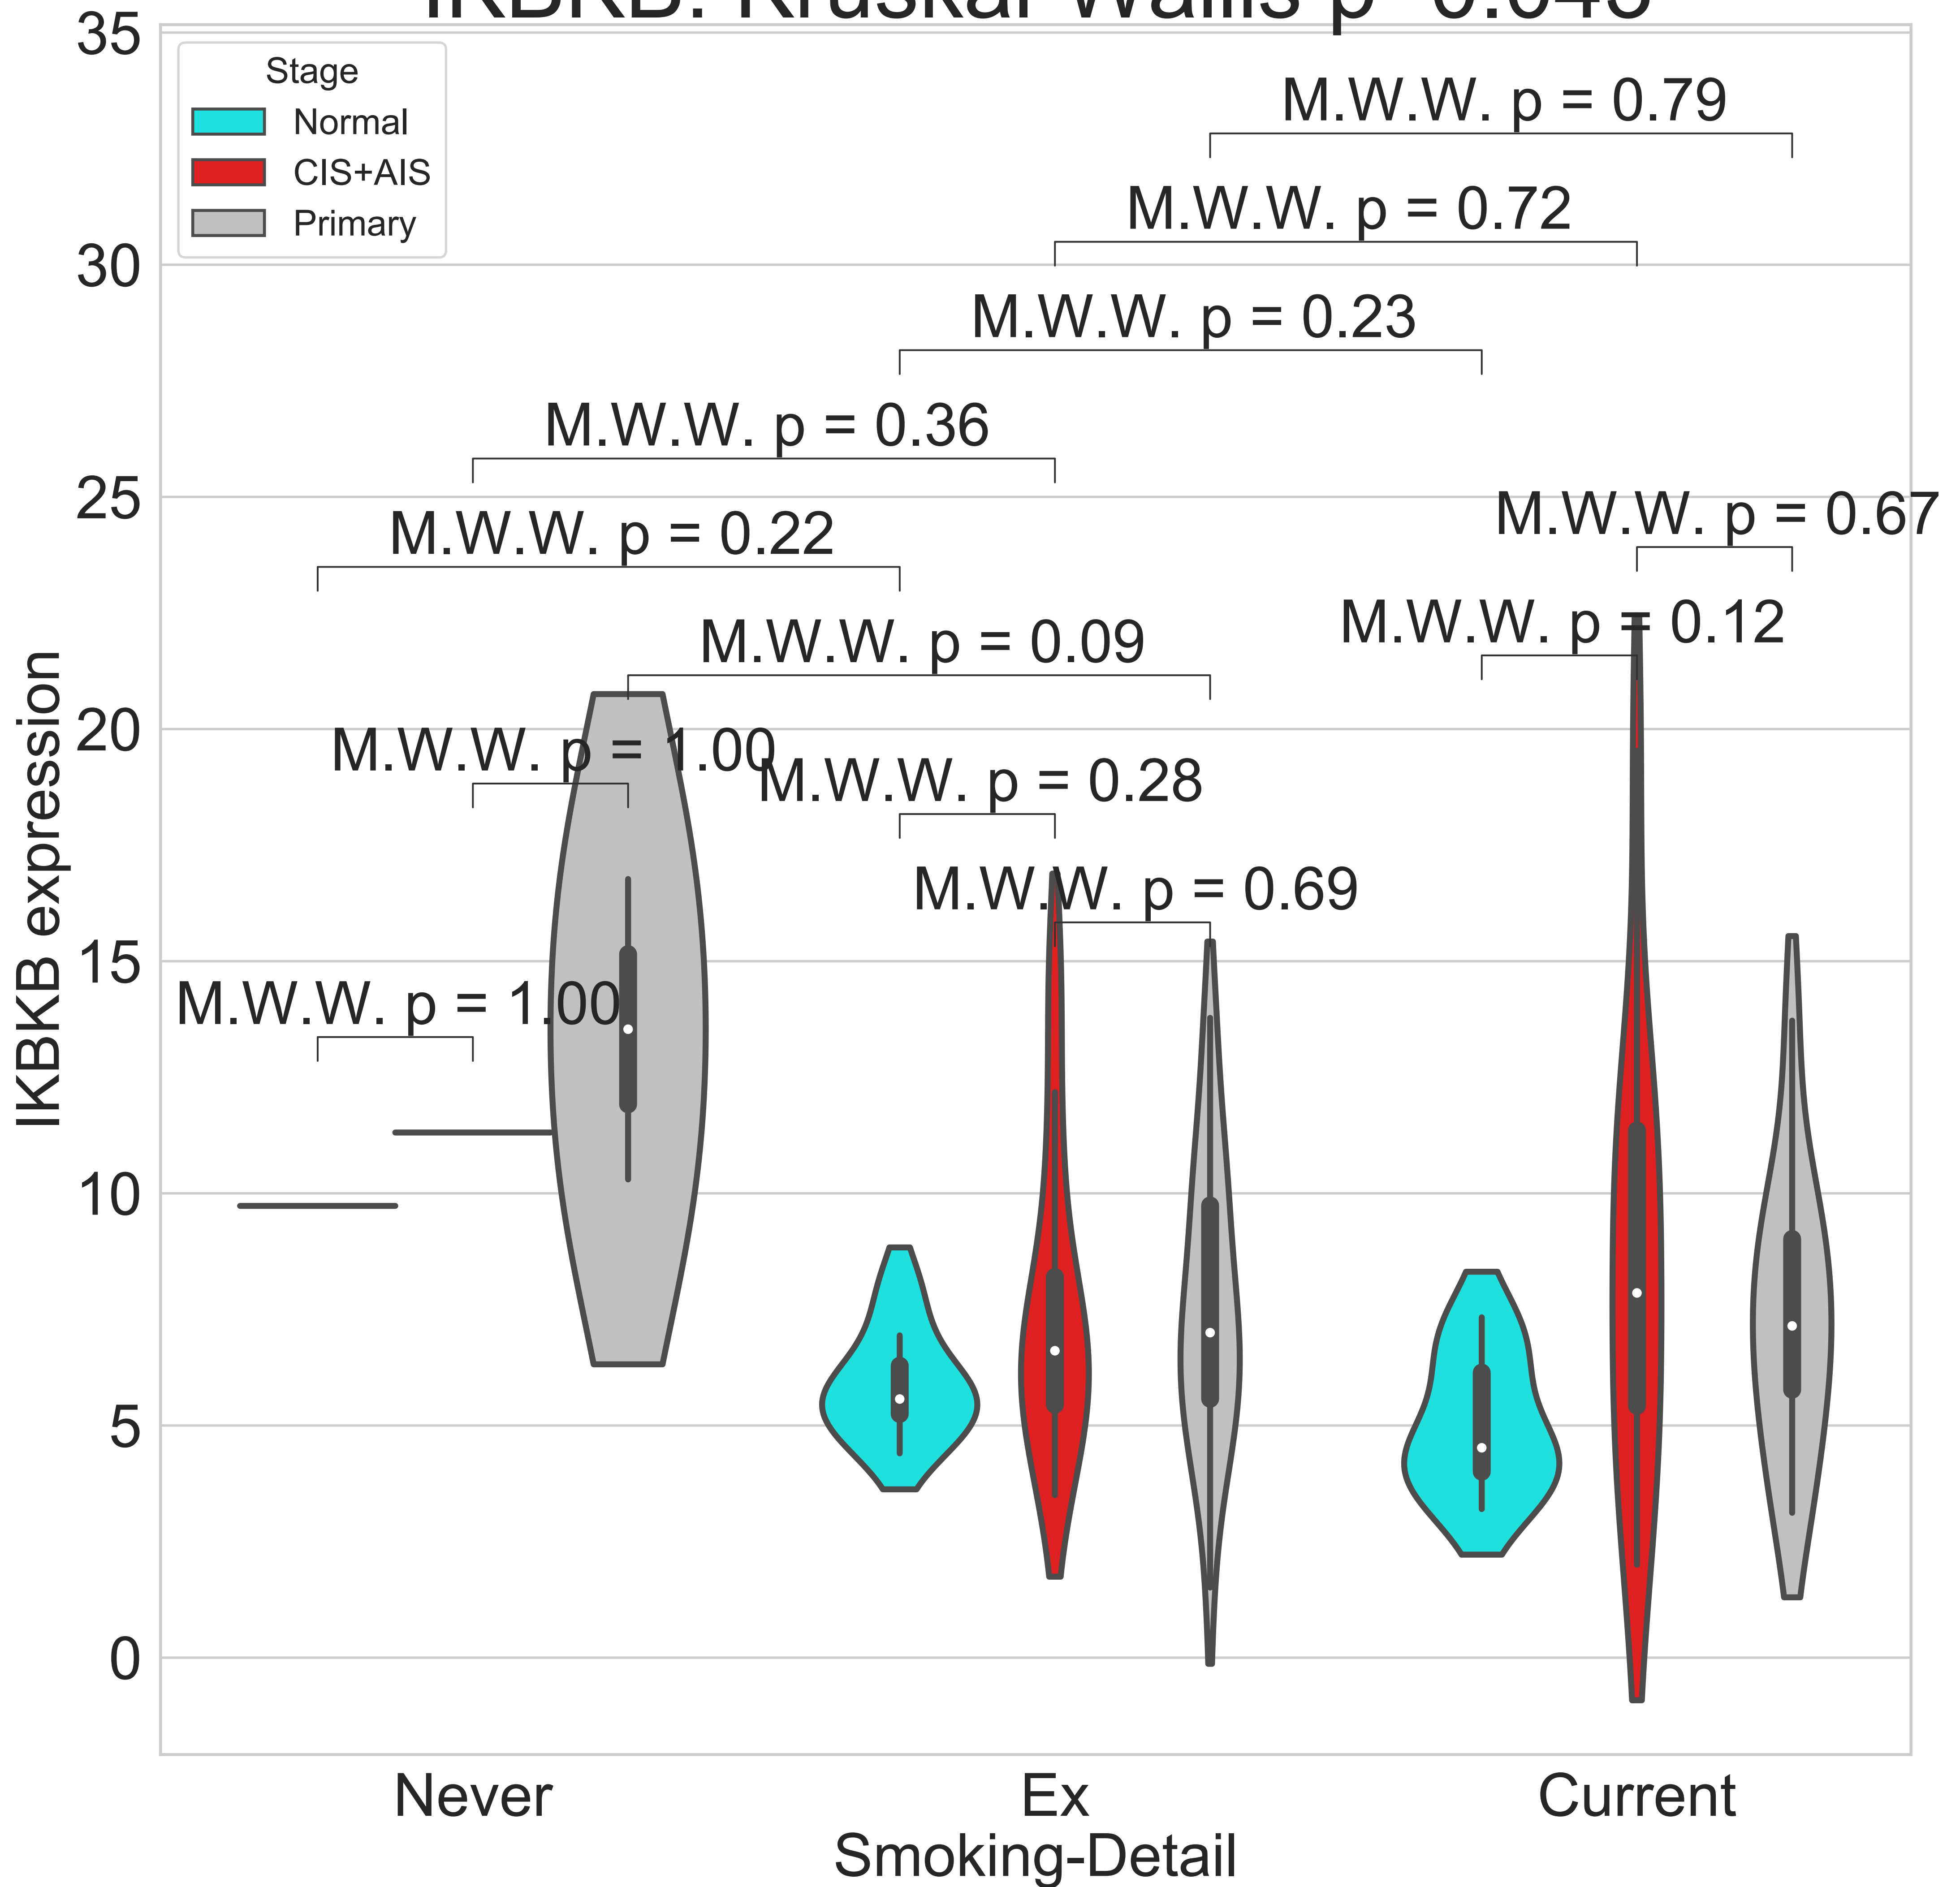 35
Stage
Normal
CIS+AIS
Primary
M.W.W. p = 0.79
M.W.W. p = 0.72
30
M.W.W. p = 0.23
M.W.W. p = 0.36
25
M.W.W. p = 0.67
M.W.W. p = 0.22
M.W.W. p = 0.09
M.W.W. p = 0.12
20
M.W.W. p = 1.00
M.W.W. p = 0.28
M.W.W. p = 0.69
15
M.W.W. p = 1.00
10
5
0
IKBKB expression
Never
Ex
Current
Smoking-Detail